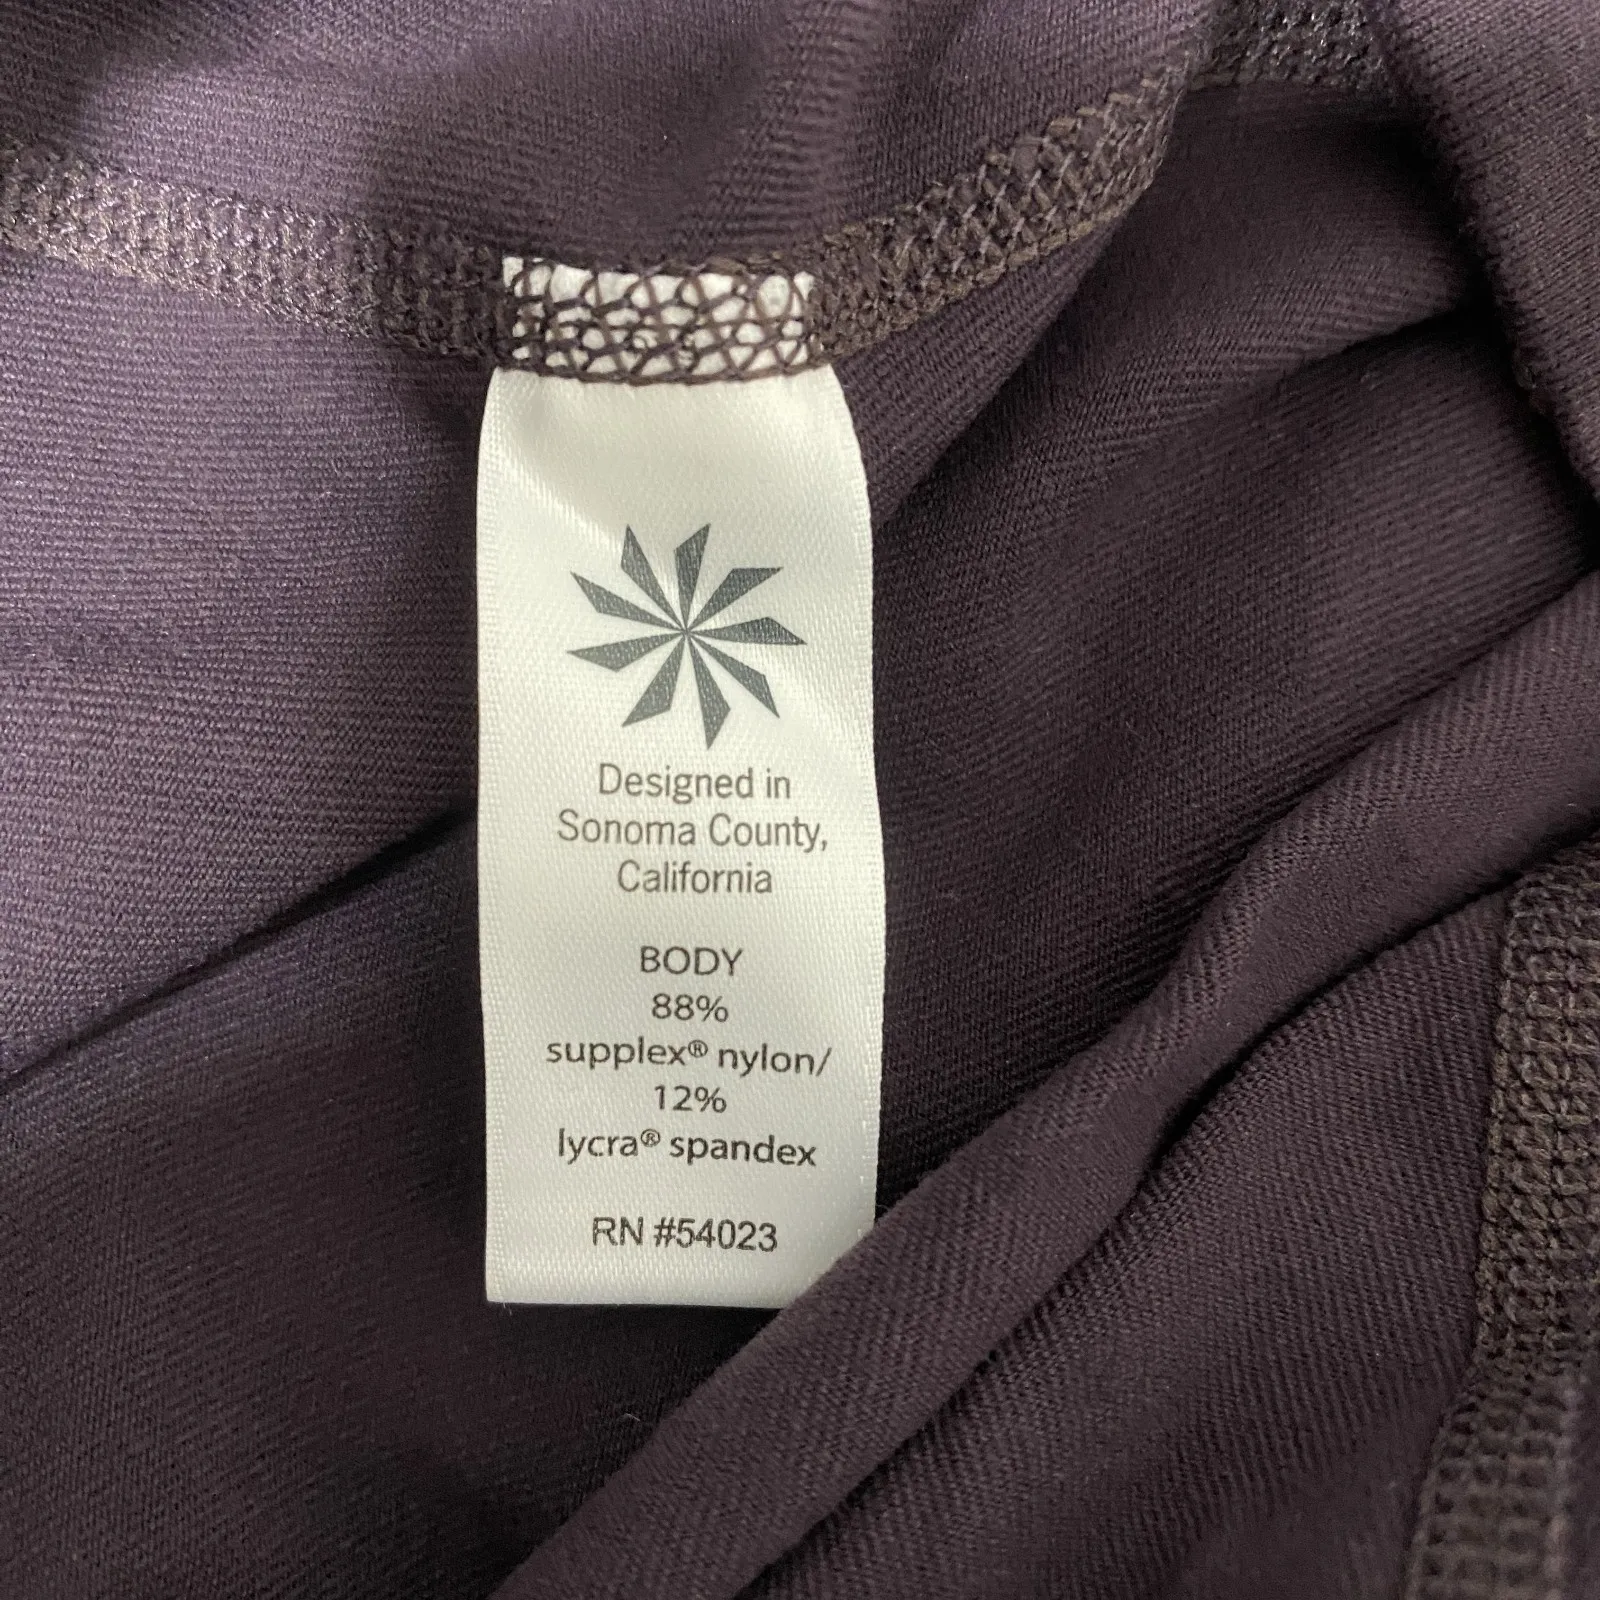 Designed in
Sonoma County,
California
BODY
88%
supplex® nylon/
12%
lycra® spandex
RN #54023